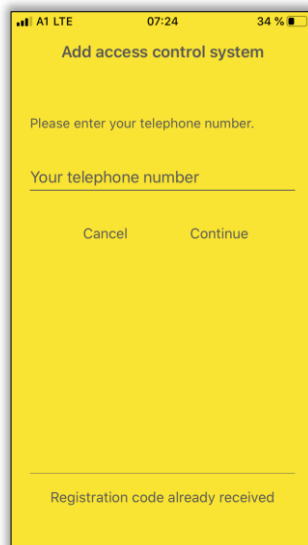 A1 LTE 07:24 34 %
Add access control system
Please enter your telephone number.
Your telephone number
Cancel Continue
Registration code already received